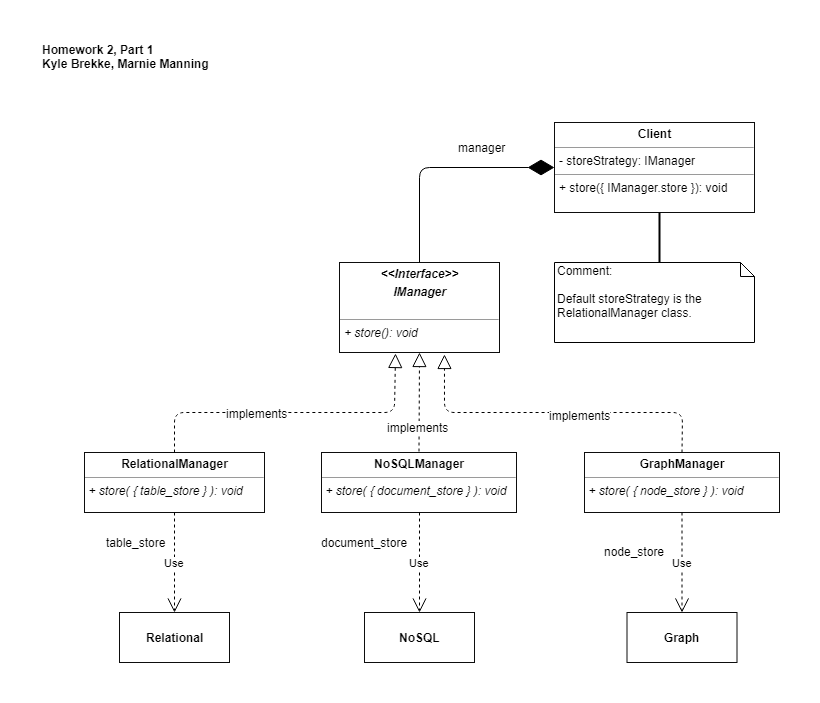 Homework 2, Part 1
Kyle Brekke, Marnie Manning
Client
manager
- storeStrategy: IManager
+ store({ IManager.store }): void
<<Interface>>
IManager
Comment:
Default storeStrategy is the
RelationalManager class.
+ store(): void
implements
implements
implements
RelationalManager
NoSQLManager
GraphManager
+ store( { table_store } ): void
+ store( { document_store } ): void
+ store( { node_store } ): void
table_store
document_store
node_store
Use
Use
Use
Relational
NoSQL
Graph